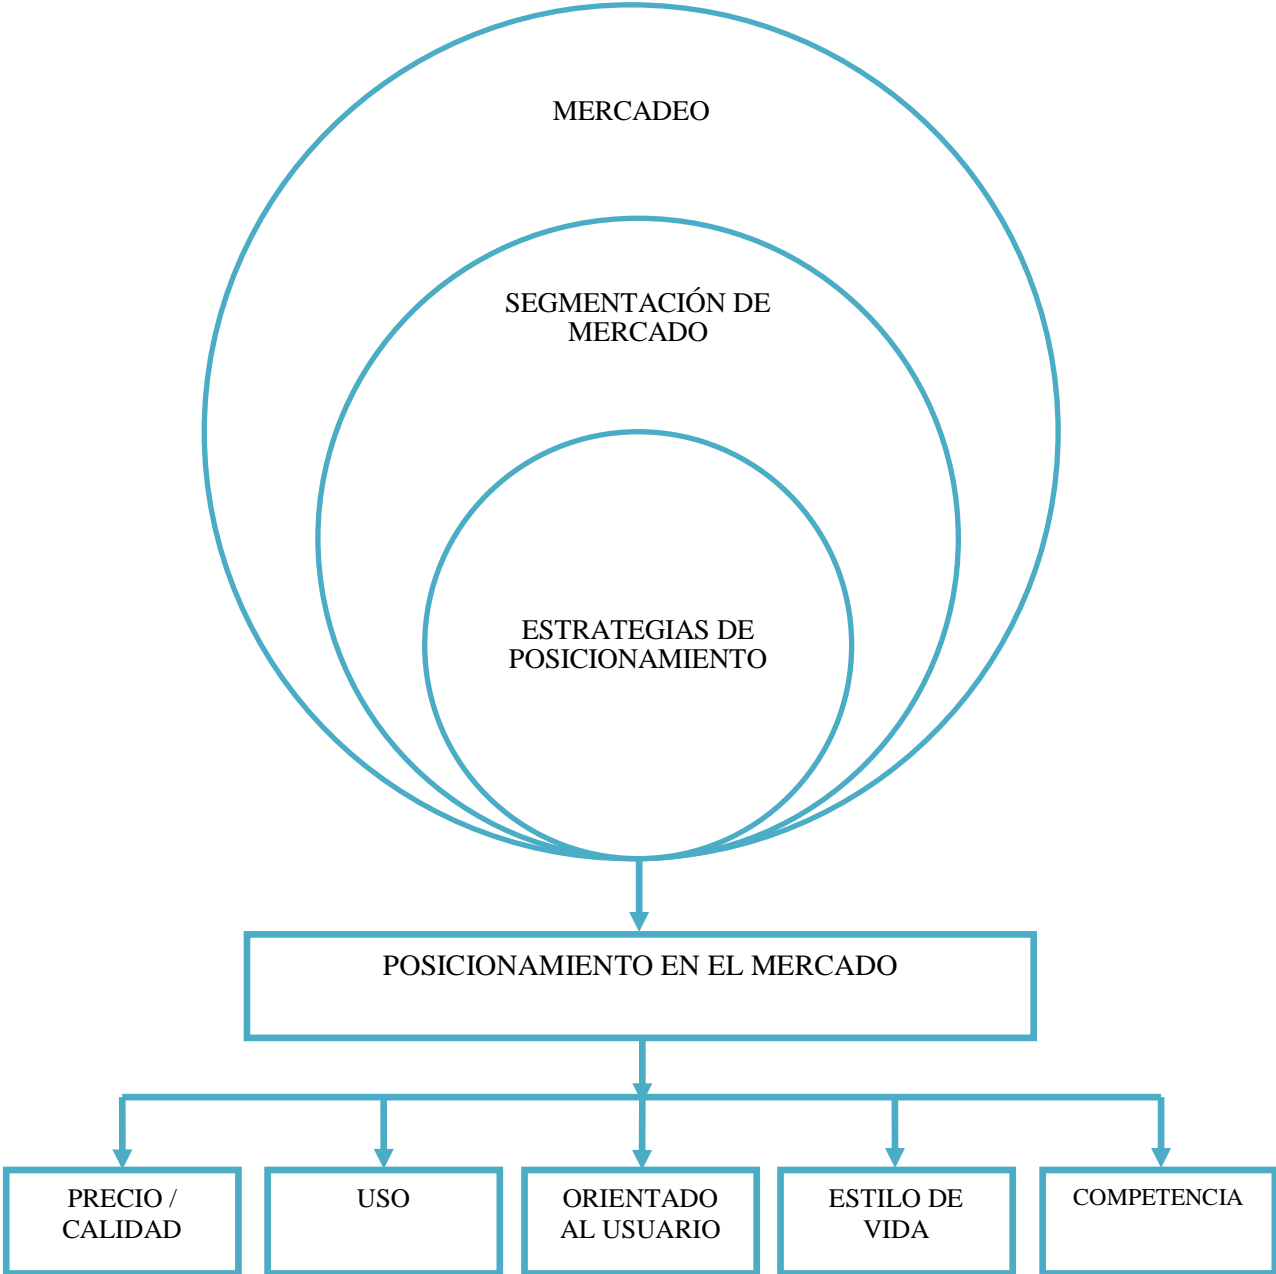 MERCADEO
SEGMENTACIÓN DE
MERCADO
ESTRATEGIAS DE
POSICIONAMIENTO
POSICIONAMIENTO EN EL MERCADO
PRECIO /
CALIDAD
USO
ORIENTADO
AL USUARIO
ESTILO DE
VIDA
COMPETENCIA